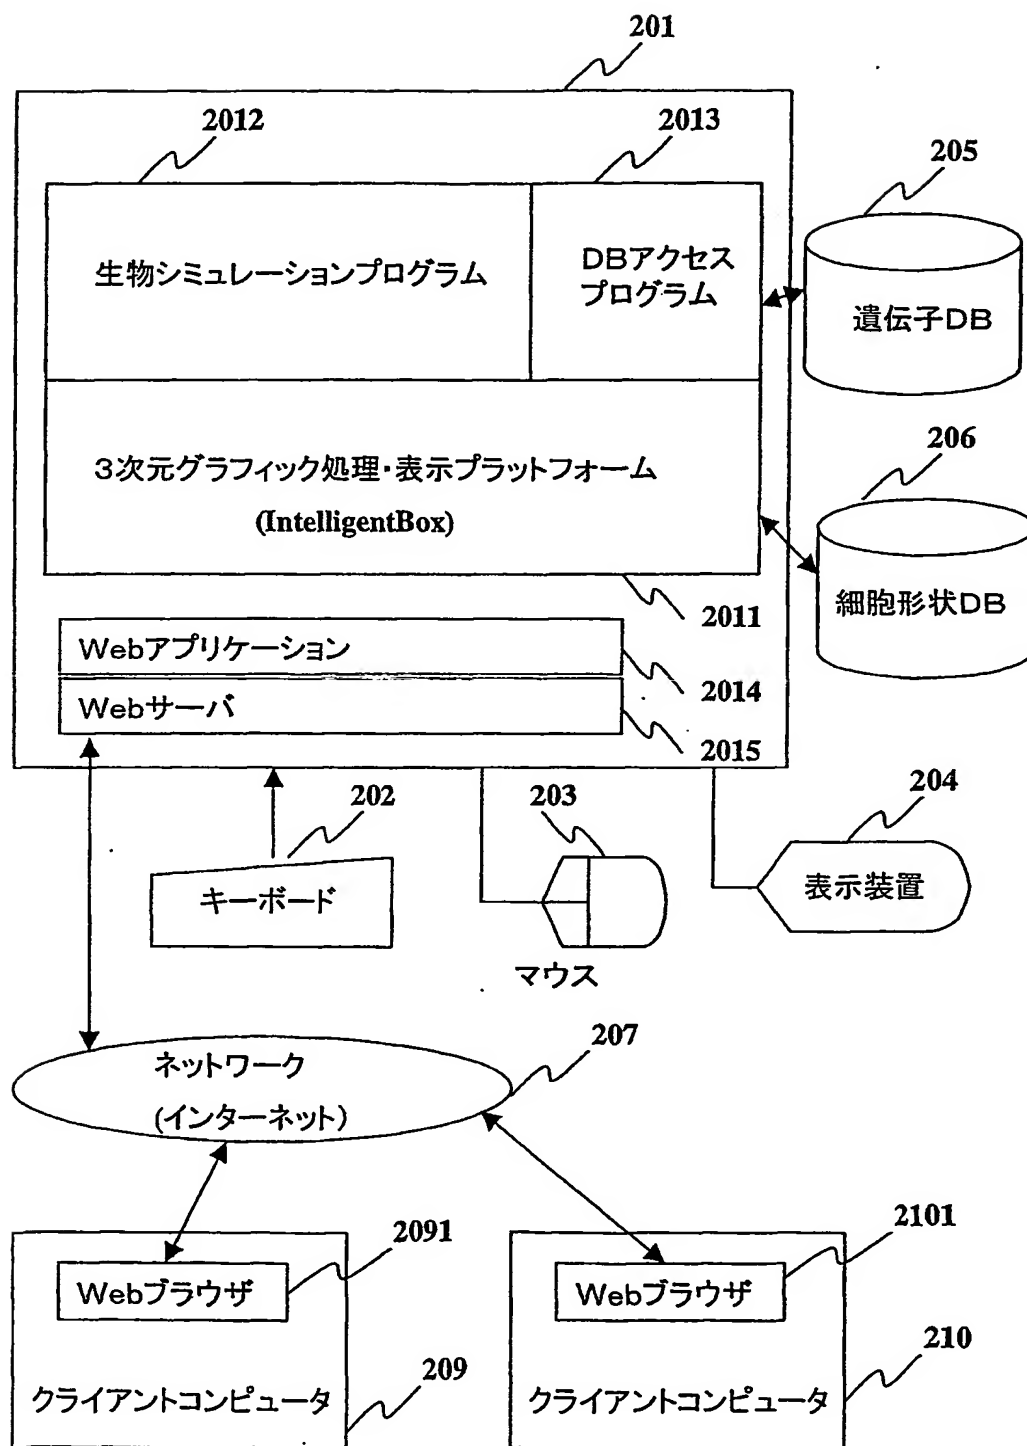 201
2012
2013
205
生物シミュレーションプログラム
DBアクセス
プログラム
遺伝子DB
206
3次元グラフィック処理・表示プラットフォーム
(IntelligentBox)
細胞形状DB
2011
Webアプリケーション
2014
Webサーバ
2015
202
203
204
キーボード
表示装置
マウス
207
ネットワーク
(インターネット)
2091
2101
Webブラウザ
Webブラウザ
210
クライアントコンピュータ
209
クライアントコンピュータ